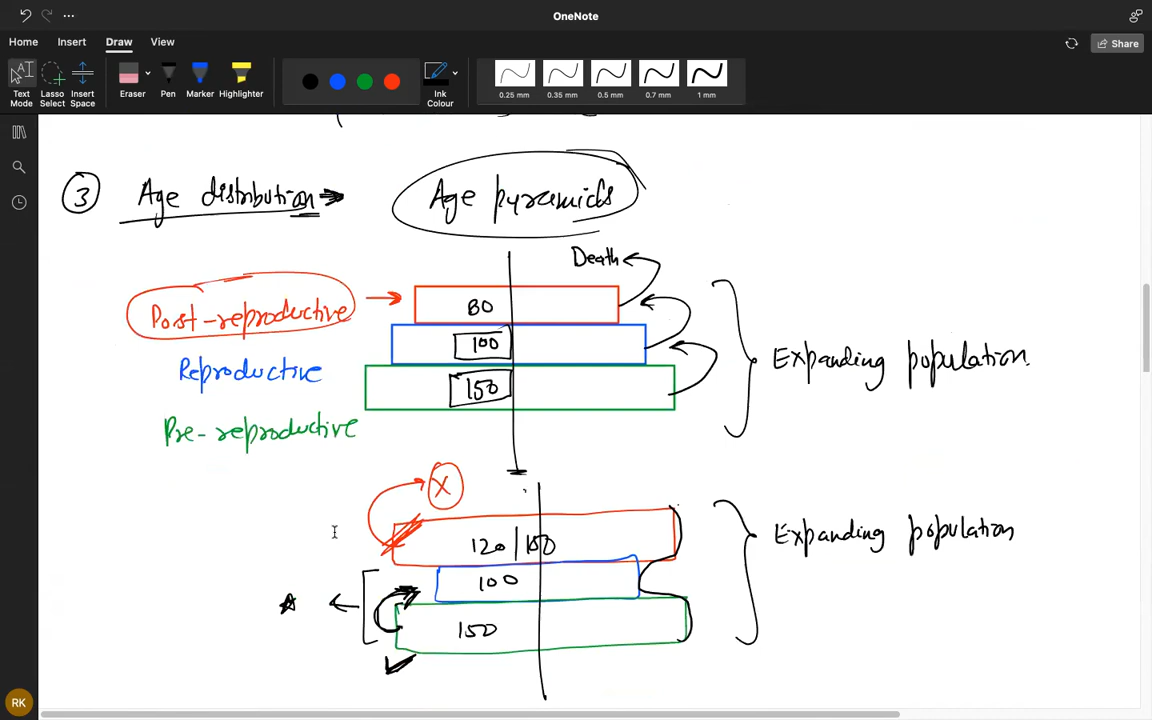 OneNote
Home Insert Draw View
Share
Text Mode
Lasso Select
Insert Space
Eraser
Pen
Marker
Highlighter
Ink Colour
0.25 mm 0.35 mm 0.5 mm 0.7 mm 1 mm
3 Age distribution → Age pyramids
Death
Post-reproductive → 80
Reproductive 100
Expanding population.
Pre-reproductive 150
X
120 | 150
Expanding population
100
150
RK